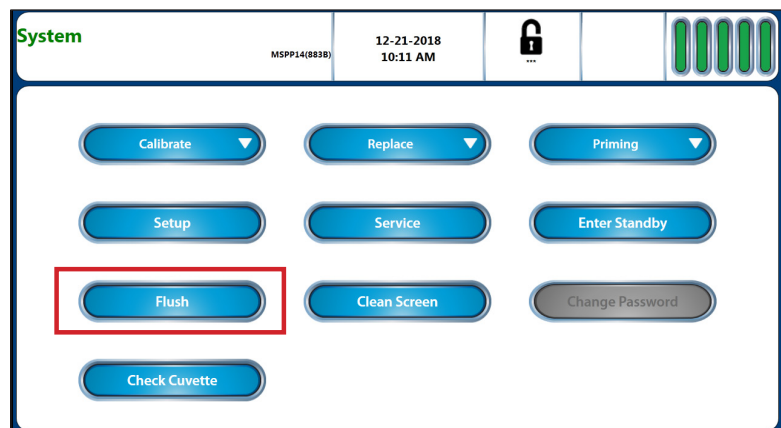 System
MSPP14(883B)
12-21-2018
10:11 AM
***
Calibrate
Replace
Priming
Setup
Service
Enter Standby
Flush
Clean Screen
Change Password
Check Cuvette